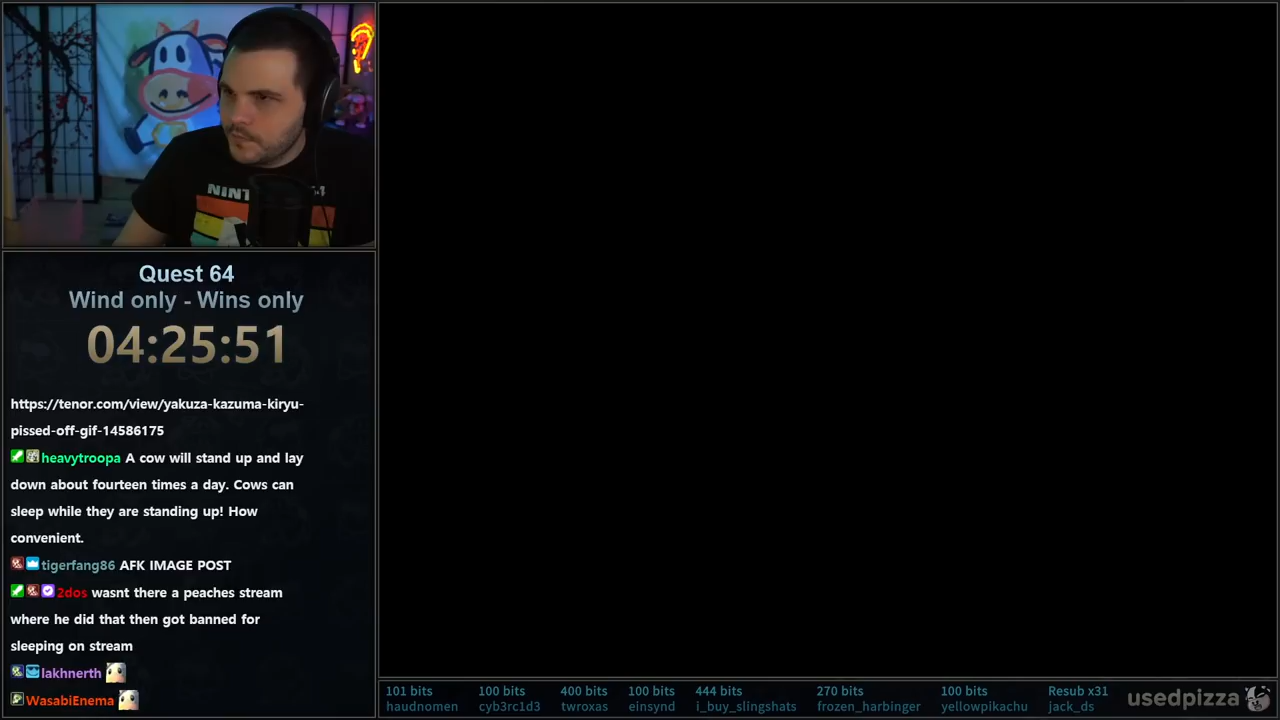 NINT
Quest 64
Wind only - Wins only
04:25:51
https://tenor.com/view/yakuza-kazuma-kiryu-
pissed-off-gif-14586175
heavytroopa A cow will stand up and lay
down about fourteen times a day. Cows can
sleep while they are standing up! How
convenient.
tigerfang86 AFK IMAGE POST
2dos wasnt there a peaches stream
where he did that then got banned for
sleeping on stream
lakhnerth
WasabiEnema
101 bits 100 bits 400 bits 100 bits 444 bits 270 bits 100 bits Resub x31
haudnomen cyb3rc1d3 twroxas einsynd i_buy_slingshats frozen_harbinger yellowpikachu jack_ds
usedpizza